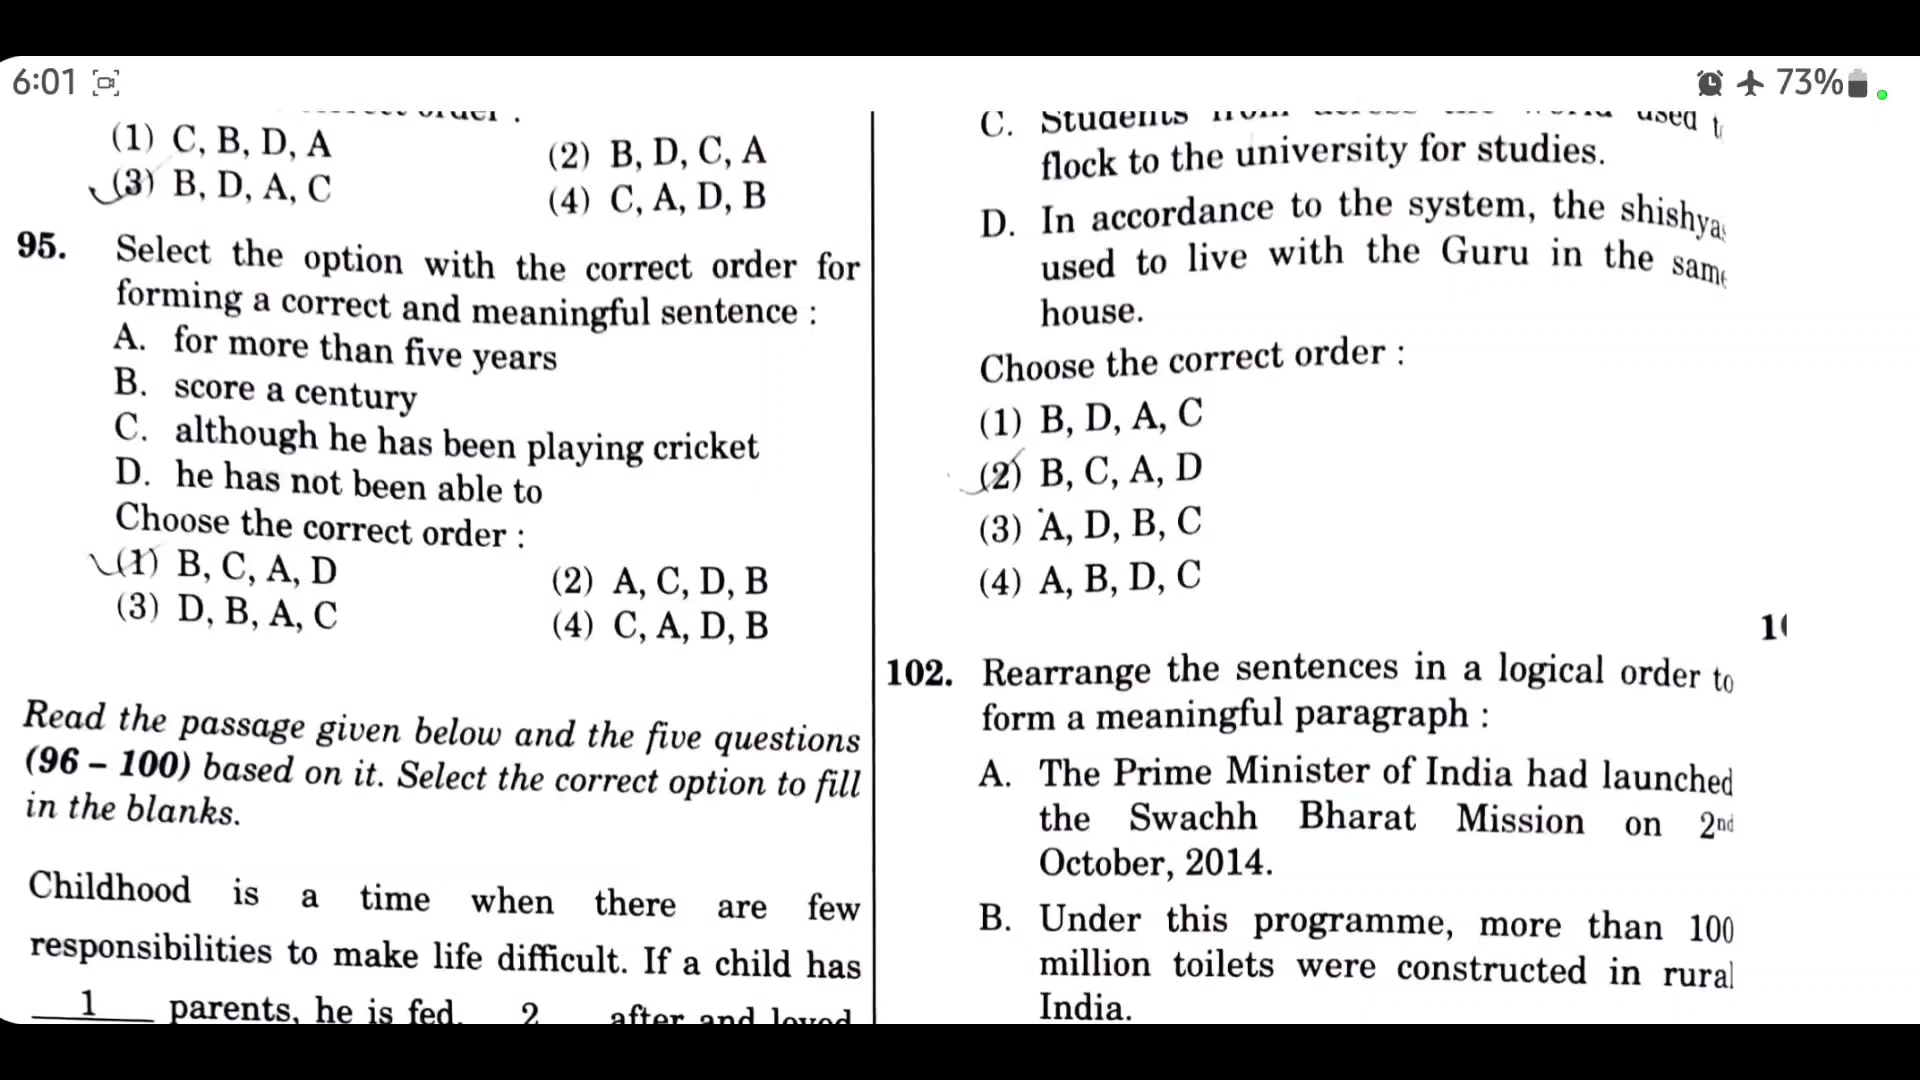 6:01
73%
(1) C, B, D, A
(2) B, D, C, A
(3) B, D, A, C
(4) C, A, D, B
95. Select the option with the correct order for
forming a correct and meaningful sentence :
A. for more than five years
B. score a century
C. although he has been playing cricket
D. he has not been able to
Choose the correct order :
(1) B, C, A, D
(2) A, C, D, B
(3) D, B, A, C
(4) C, A, D, B
Read the passage given below and the five questions
(96 – 100) based on it. Select the correct option to fill
in the blanks.
Childhood is a time when there are few
responsibilities to make life difficult. If a child has
1 parents, he is fed, 2 after and loved
C. Students used
flock to the university for studies.
D. In accordance to the system, the shishyas
used to live with the Guru in the same
house.
Choose the correct order :
(1) B, D, A, C
(2) B, C, A, D
(3) A, D, B, C
(4) A, B, D, C
102. Rearrange the sentences in a logical order to
form a meaningful paragraph :
A. The Prime Minister of India had launched
the Swachh Bharat Mission on 2nd
October, 2014.
B. Under this programme, more than 100
million toilets were constructed in rural
India.